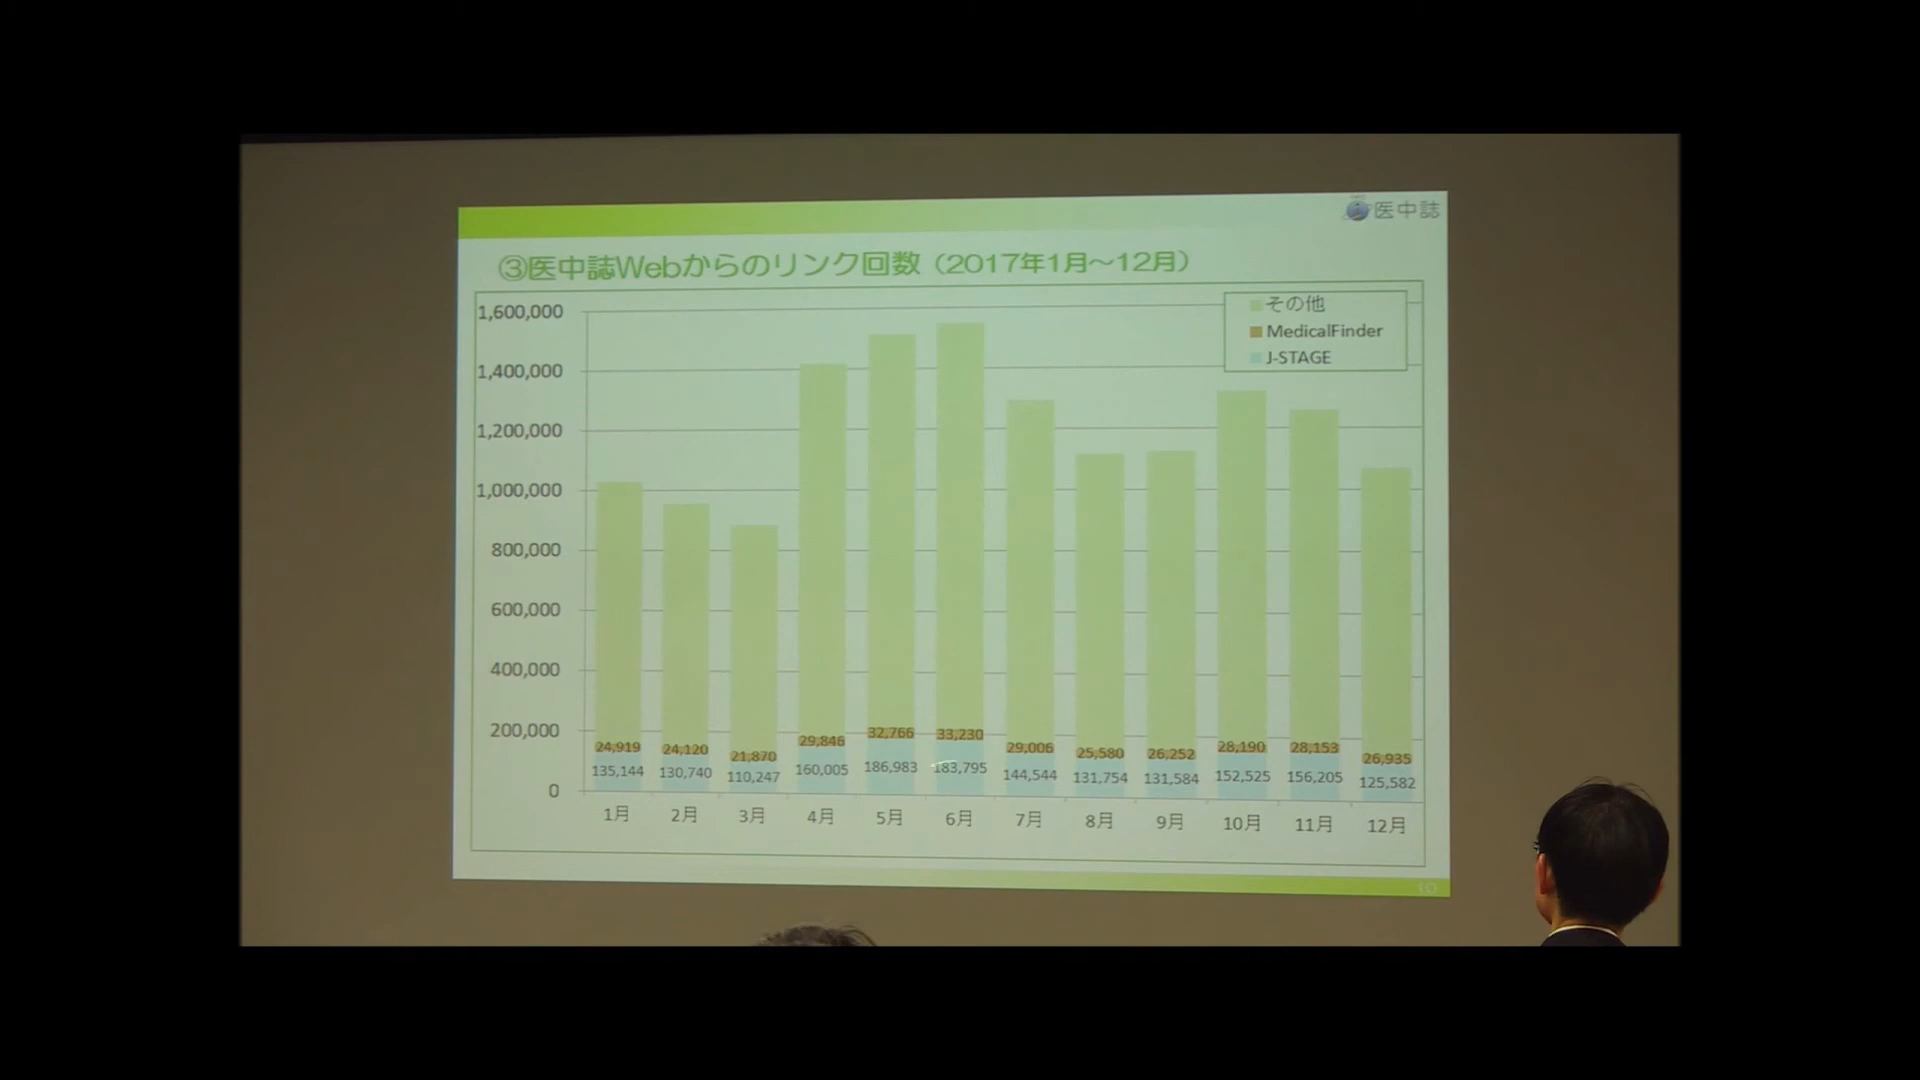 医中誌
③医中誌Webからのリンク回数（2017年1月～12月）
その他
MedicalFinder
J-STAGE
1,600,000
1,400,000
1,200,000
1,000,000
800,000
600,000
400,000
200,000
0
24,919 24,120 21,870 29,846 32,766 33,230 29,006 25,580 26,252 28,190 28,153 26,935
135,144 130,740 110,247 160,005 186,983 183,795 144,544 131,754 131,584 152,525 156,205 125,582
1月 2月 3月 4月 5月 6月 7月 8月 9月 10月 11月 12月
10